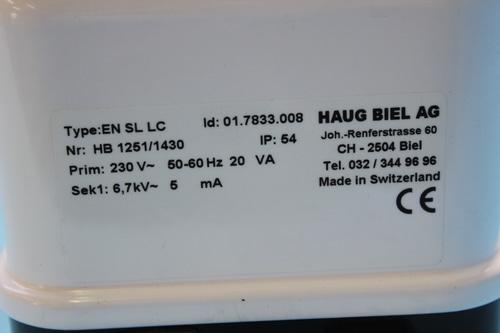 Type:EN SL LC Id: 01.7833.008
Nr: HB 1251/1430 IP: 54
Prim: 230 V~ 50-60 Hz 20 VA
Sek1: 6,7kV~ 5 mA
HAUG BIEL AG
Joh.-Renferstrasse 60
CH - 2504 Biel
Tel. 032 / 344 96 96
Made in Switzerland
CE